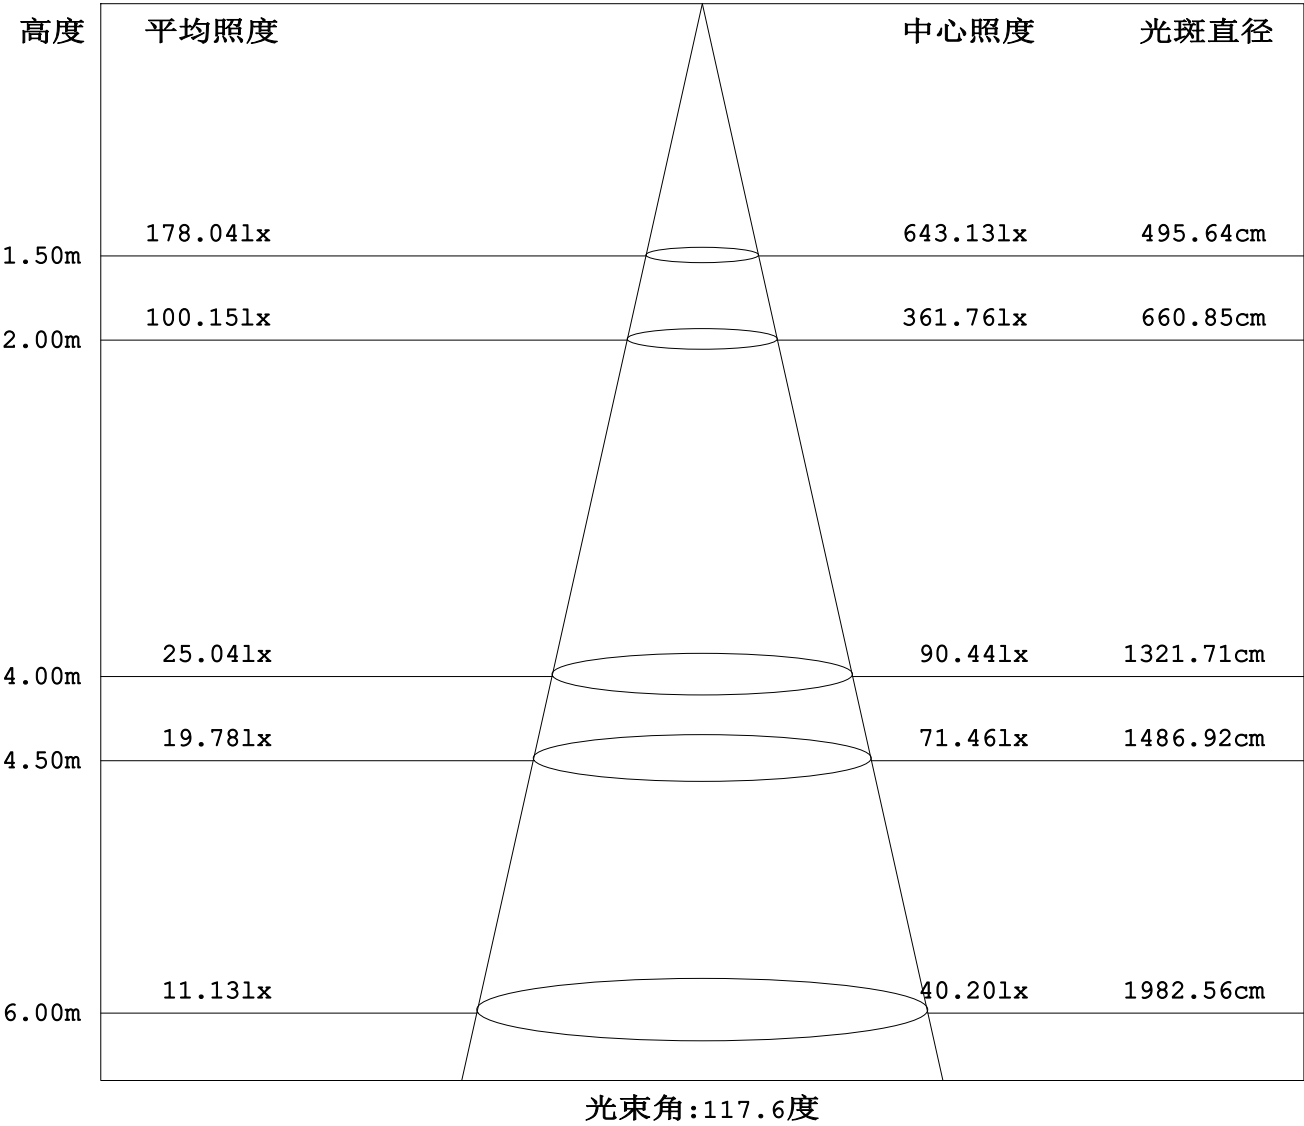 高度 平均照度 中心照度 光斑直径
178.04lx 643.13lx 495.64cm
1.50m
100.15lx 361.76lx 660.85cm
2.00m
25.04lx 90.44lx 1321.71cm
4.00m
19.78lx 71.46lx 1486.92cm
4.50m
11.13lx 40.20lx 1982.56cm
6.00m
光束角:117.6度